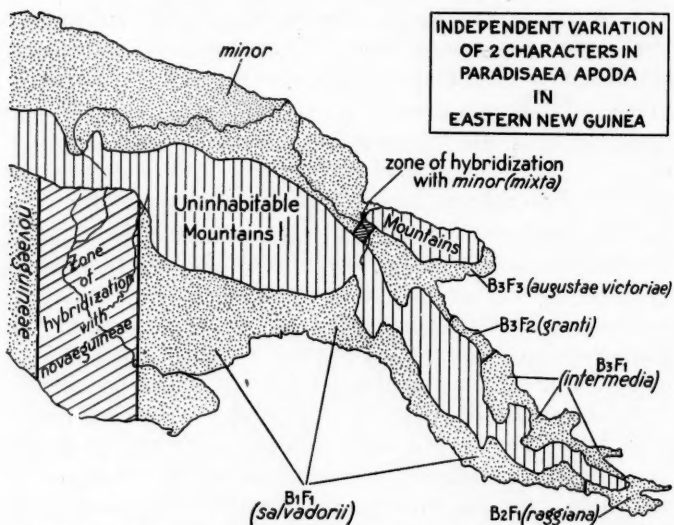 INDEPENDENT VARIATION
OF 2 CHARACTERS IN
PARADISAEA APODA
IN
EASTERN NEW GUINEA
minor
zone of hybridization
with minor (mixta)
Uninhabitable
Mountains!
Mountains
novaeguineae
Zone
of
hybridization
with
novaeguineae
B3F3 (augustae victoriae)
B3F2 (granti)
B3F1
(intermedia)
B1F1
(salvadorii)
B2F1 (raggiana)